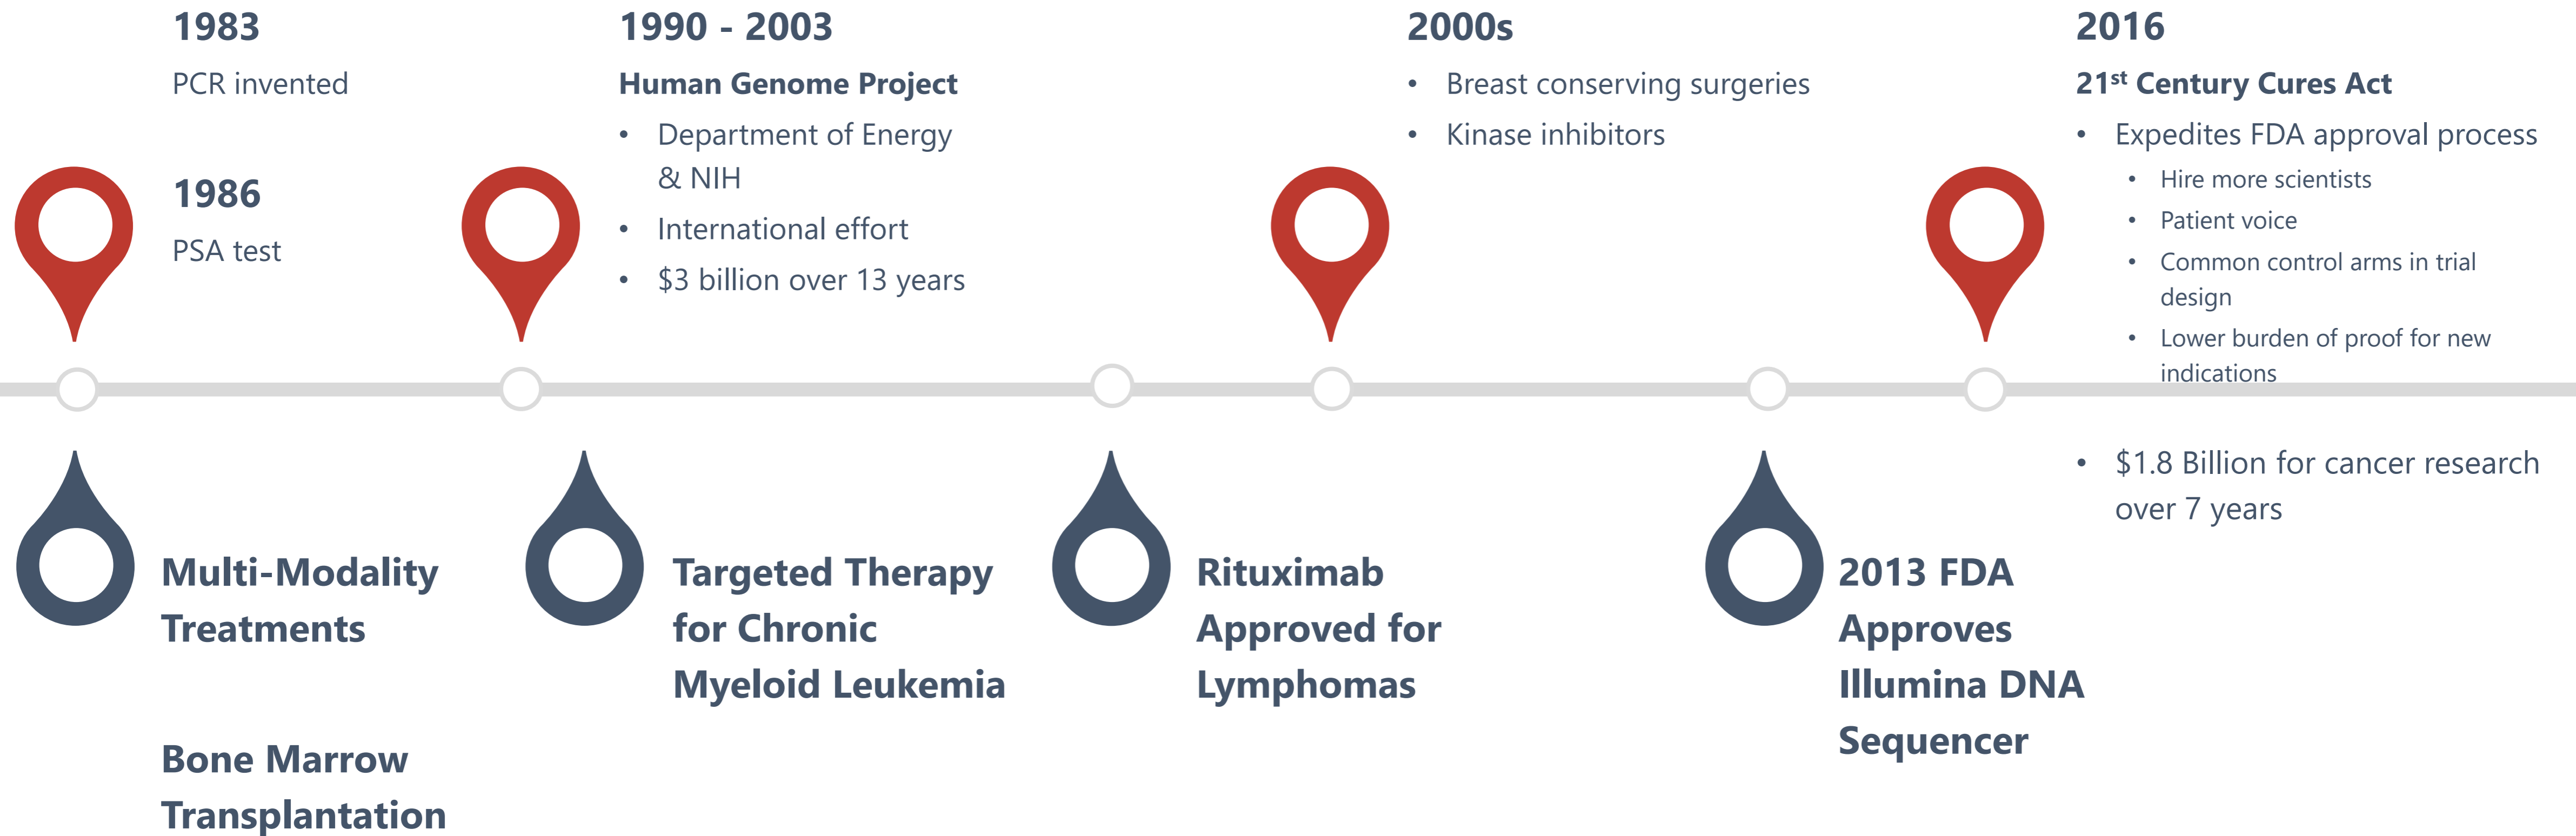 1983
PCR invented
1986
PSA test
1990 - 2003
Human Genome Project
• Department of Energy
& NIH
• International effort
• $3 billion over 13 years
2000s
• Breast conserving surgeries
• Kinase inhibitors
2016
21st Century Cures Act
• Expedites FDA approval process
• Hire more scientists
• Patient voice
• Common control arms in trial
design
• Lower burden of proof for new
indications
• $1.8 Billion for cancer research
over 7 years
Multi-Modality
Treatments
Bone Marrow
Transplantation
Targeted Therapy
for Chronic
Myeloid Leukemia
Rituximab
Approved for
Lymphomas
2013 FDA
Approves
Illumina DNA
Sequencer